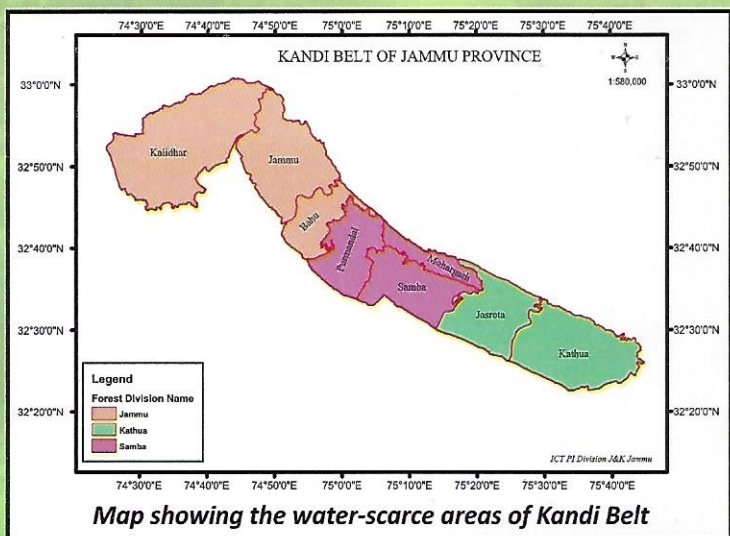 74°30'0"E 74°40'0"E 74°50'0"E 75°0'0"E 75°10'0"E 75°20'0"E 75°30'0"E 75°40'0"E
KANDI BELT OF JAMMU PROVINCE
N
W E
S
1:580,000
33°0'0"N 33°0'0"N
32°50'0"N 32°50'0"N
32°40'0"N 32°40'0"N
32°30'0"N 32°30'0"N
32°20'0"N 32°20'0"N
Kalidhar
Jammu
Bahu
Purmandal
Mohargarh
Samba
Jasrota
Kathua
Legend
Forest Division Name
Jammu
Kathua
Samba
ICT PI Division J&K Jammu
74°30'0"E 74°40'0"E 74°50'0"E 75°0'0"E 75°10'0"E 75°20'0"E 75°30'0"E 75°40'0"E
Map showing the water-scarce areas of Kandi Belt